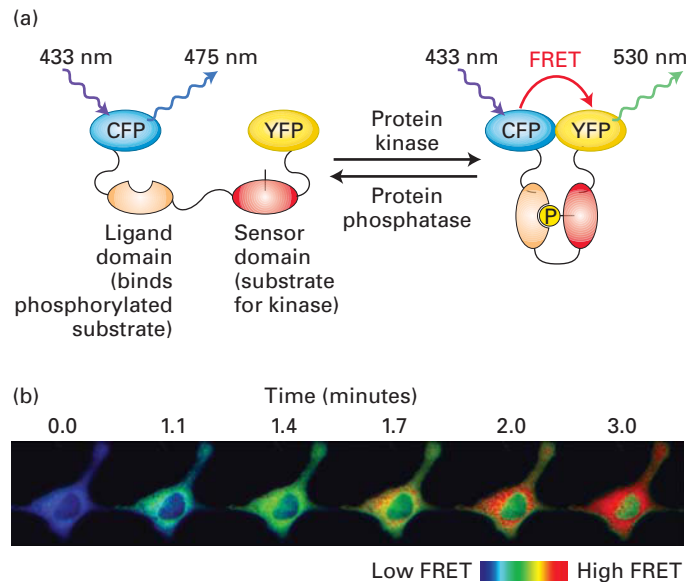 (a)
433 nm
475 nm
CFP
YFP
Ligand
domain
(binds
phosphorylated
substrate)
Sensor
domain
(substrate
for kinase)
Protein
kinase
Protein
phosphatase
433 nm
FRET
530 nm
CFP
YFP
P
(b)
Time (minutes)
0.0 1.1 1.4 1.7 2.0 3.0
Low FRET High FRET